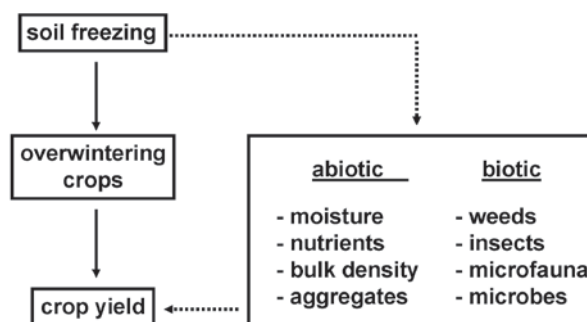 soil freezing
overwintering
crops
crop yield
abiotic biotic
- moisture - weeds
- nutrients - insects
- bulk density - microfauna
- aggregates - microbes